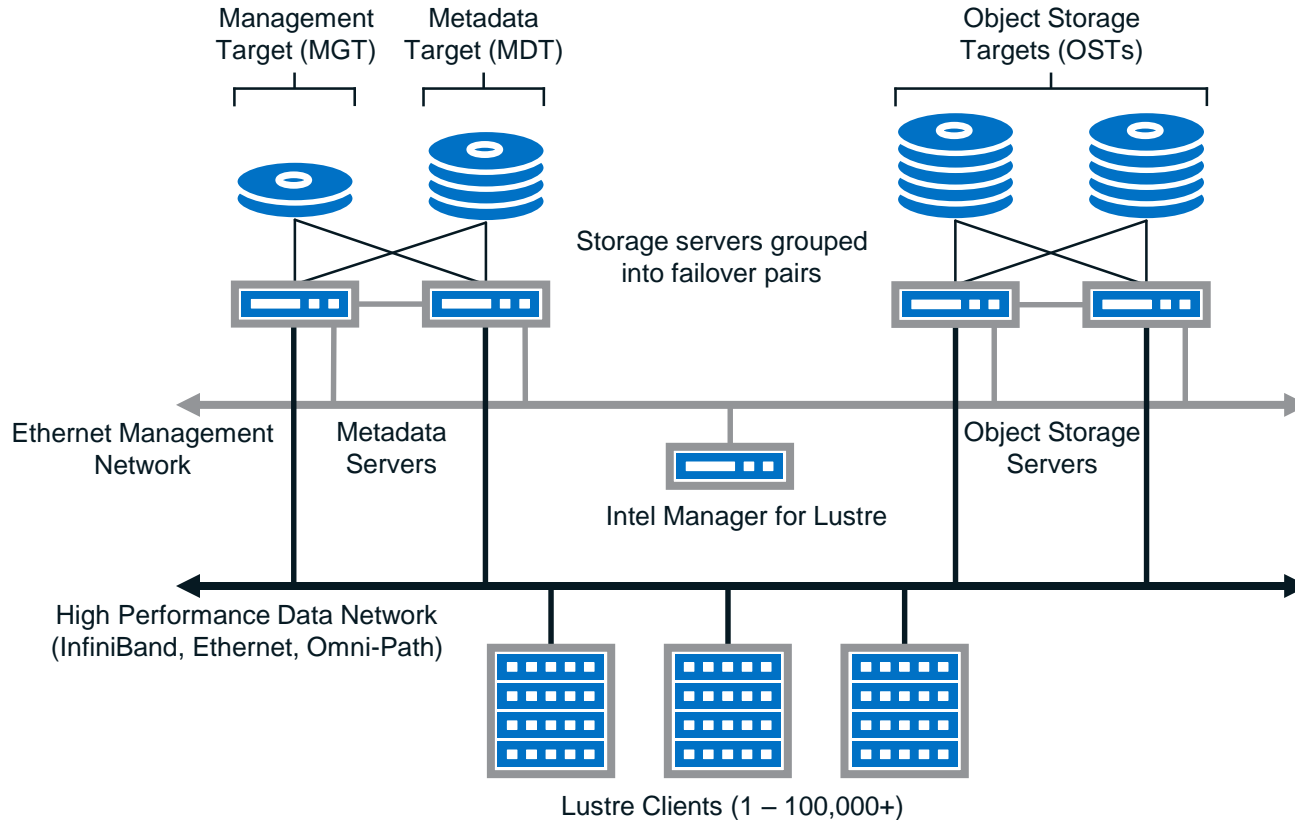 Management
Target (MGT)
Metadata
Target (MDT)
Object Storage
Targets (OSTs)
Storage servers grouped
into failover pairs
Ethernet Management
Network
Metadada
Servers
Object Storage
Servers
Intel Manager for Lustre
High Performance Data Network
(InfiniBand, Ethernet, Omni-Path)
Lustre Clients (1 – 100,000+)